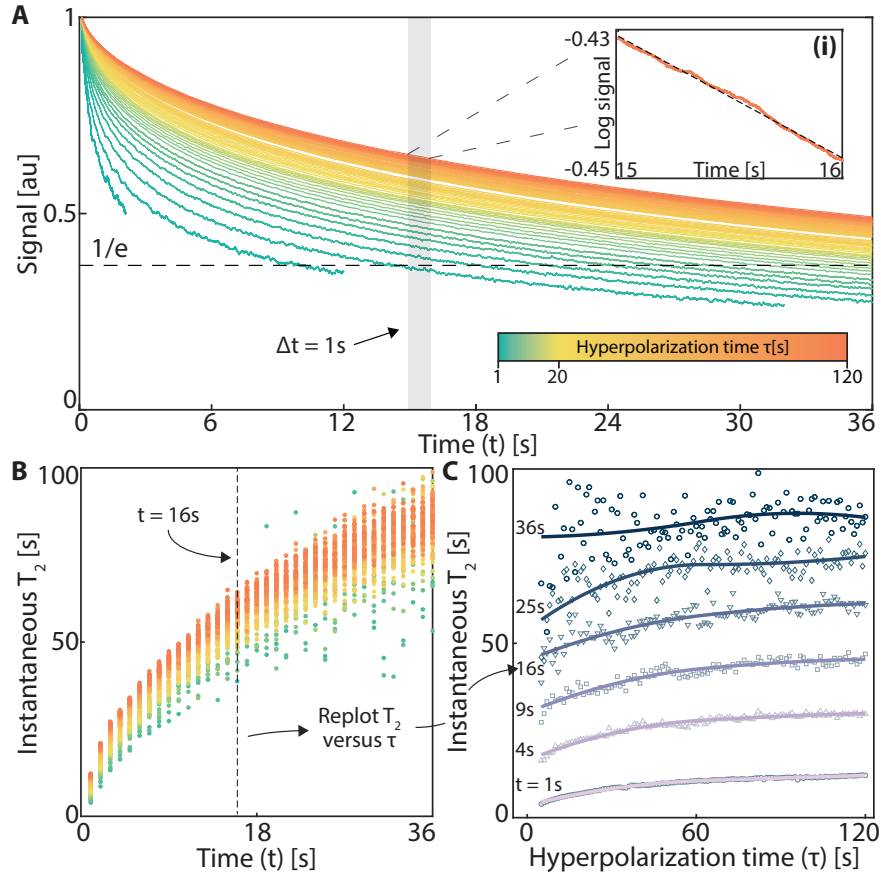 A
1
0.5
0
Signal [au]
1/e
Δt = 1s
0
6
12
18
24
30
36
Time (t) [s]
Hyperpolarization time τ[s]
1
20
120
(i)
-0.43
-0.45
Log signal
15
Time [s]
16
B
100
50
0
Instantaneous T2 [s]
t = 16s
Replot T2
versus τ
0
18
36
Time (t) [s]
C
100
50
0
Instantaneous T2 [s]
36s
25s
16s
9s
4s
t = 1s
0
60
120
Hyperpolarization time (τ) [s]